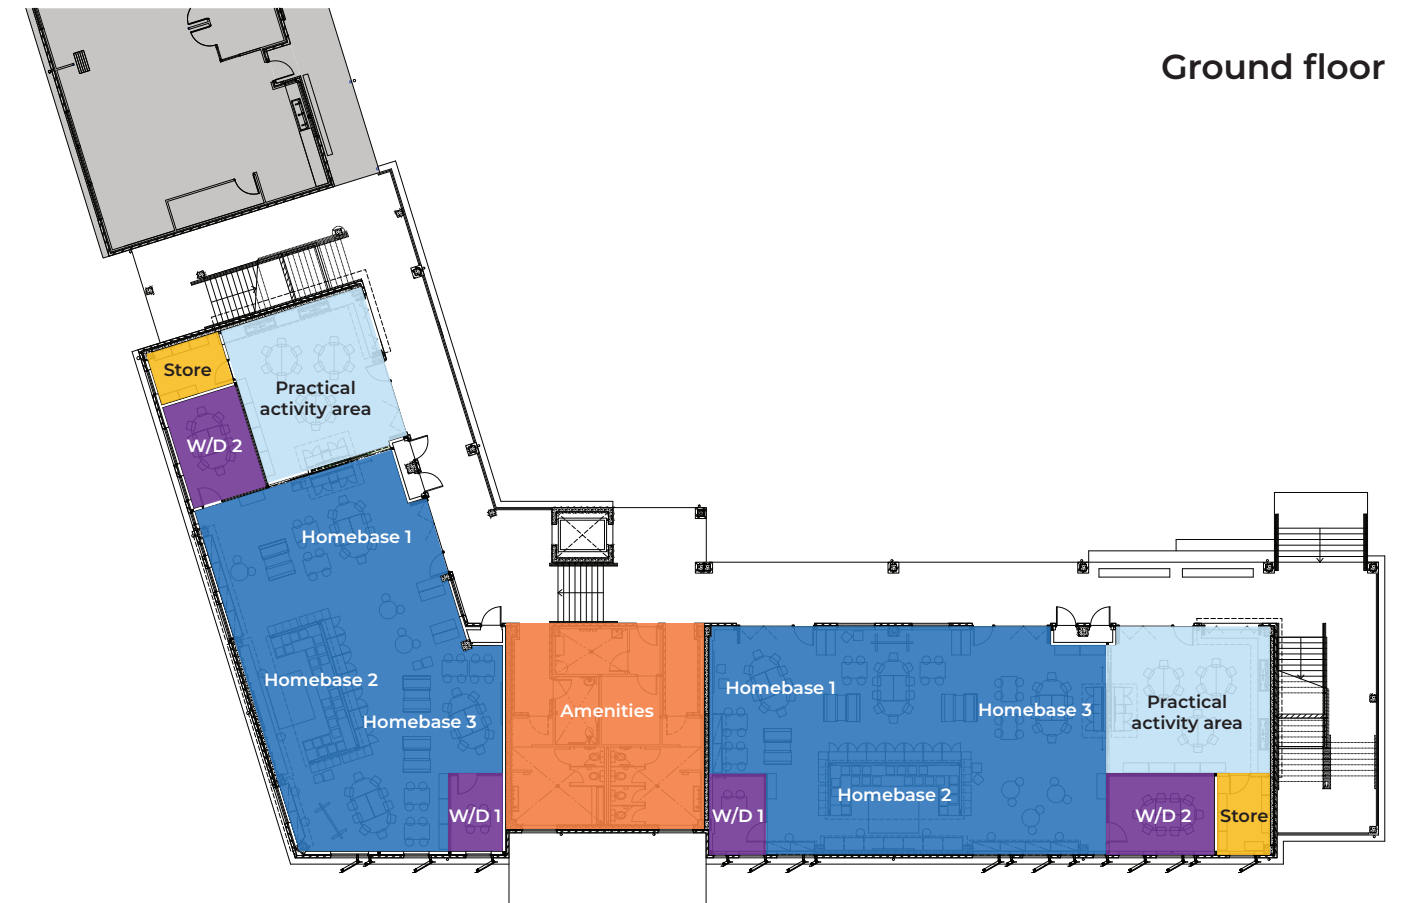 Ground floor
Store
Practical
activity area
W/D 2
Homebase 1
Homebase 2
Homebase 3
W/D 1
Amenities
Homebase 1
Homebase 3
Homebase 2
W/D 1
Practical
activity area
W/D 2
Store